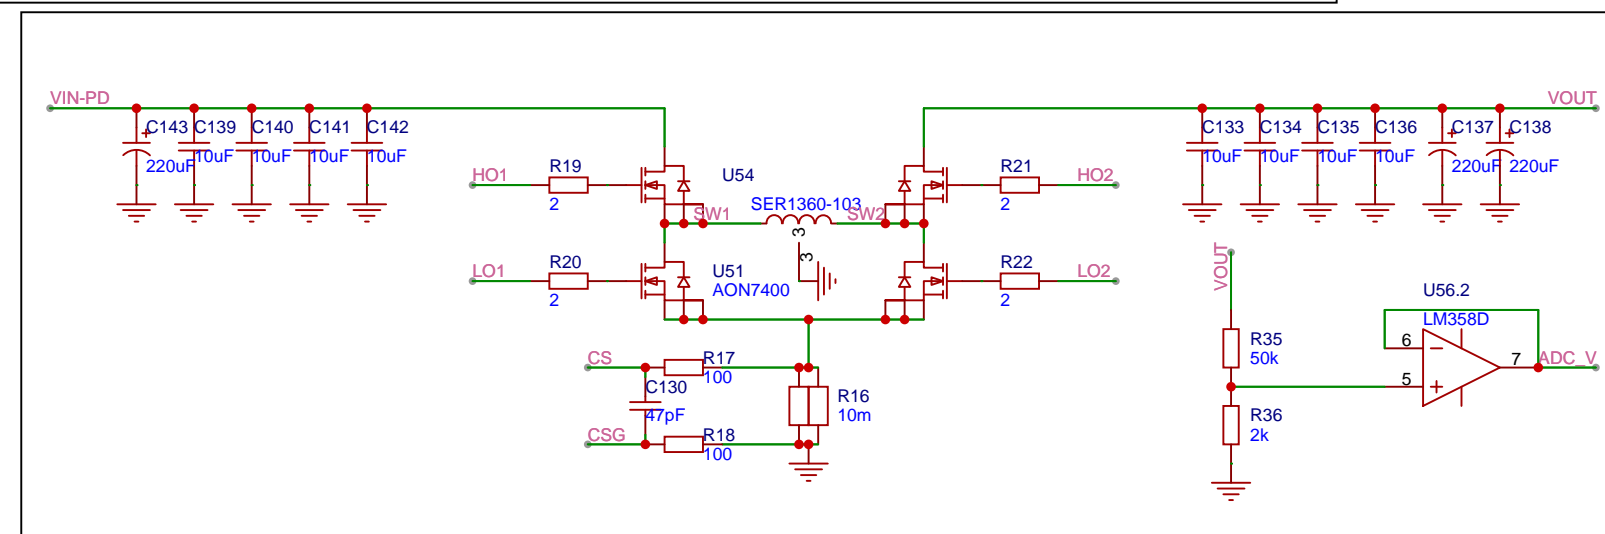 VIN-PD
VOUT
C143
C139
C140
C141
C142
220uF
10uF
10uF
10uF
10uF
C133
C134
C135
C136
C137
C138
10uF
10uF
10uF
10uF
220uF
220uF
HO1
R19
2
U54
SER1360-103
SW1
SW2
R21
2
HO2
3
3
LO1
R20
2
U51
AON7400
R22
2
LO2
VOUT
U56.2
LM358D
6
7
5
ADC_V
R35
50k
R36
2k
CS
R17
100
C130
47pF
R16
10m
CSG
R18
100